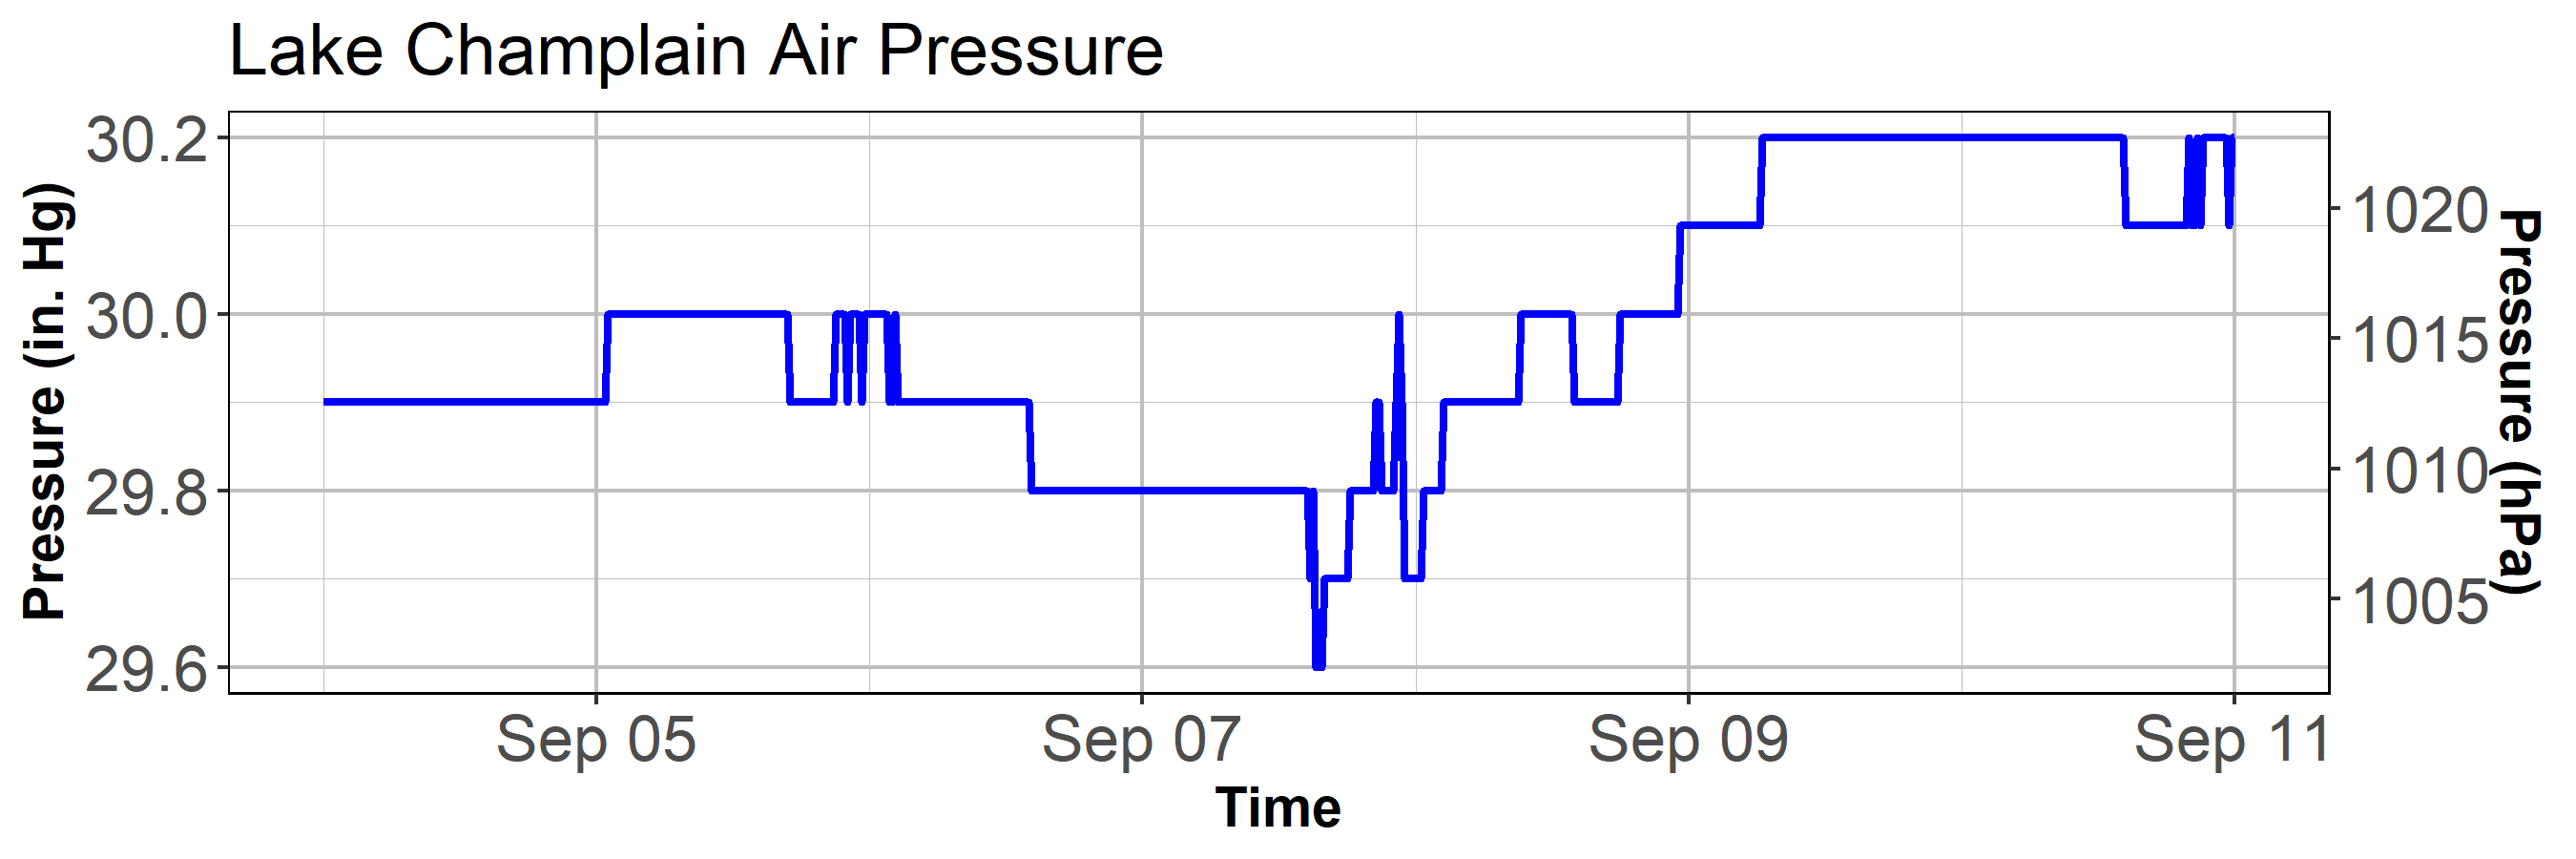 Lake Champlain Air Pressure
Pressure (in. Hg)
30.2
30.0
29.8
29.6
1020
1015
1010
1005
Pressure (hPa)
Sep 05
Sep 07
Sep 09
Sep 11
Time